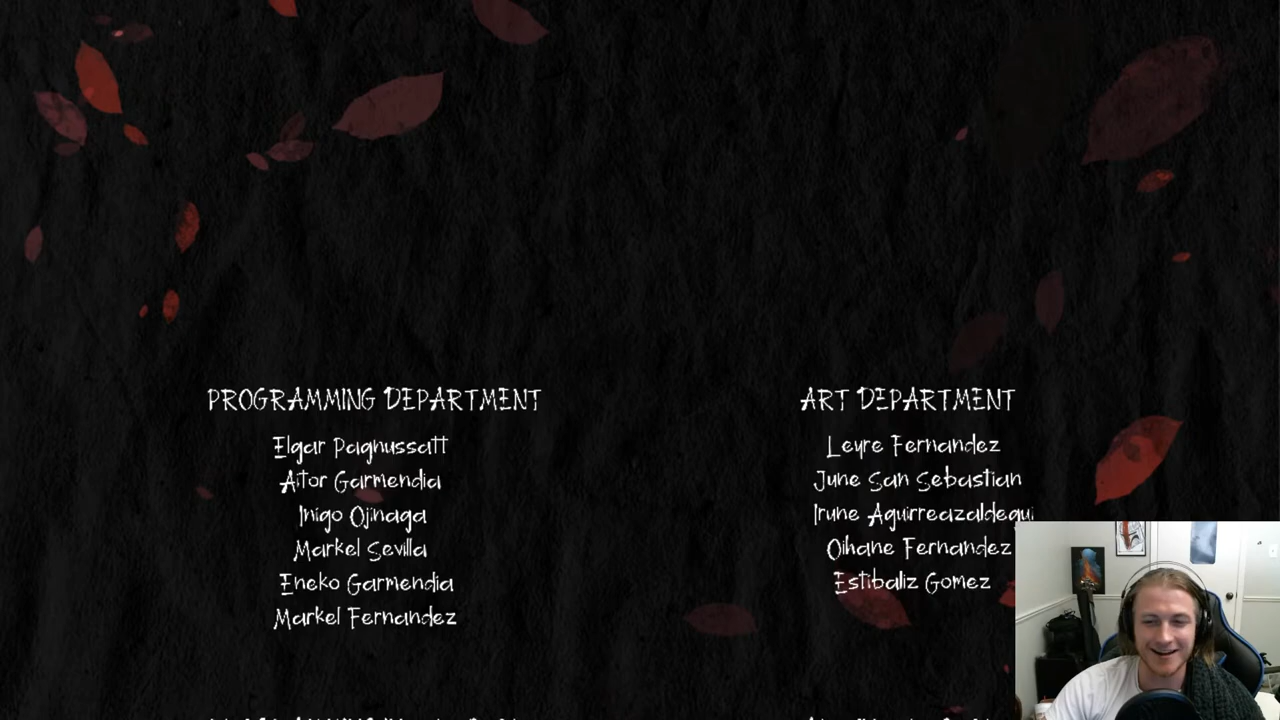 PROGRAMMING DEPARTMENT
Elgar Pagnussatt
Aitor Garmendia
Inigo Ojinaga
Markel Sevilla
Eneko Garmendia
Markel Fernandez
ART DEPARTMENT
Leyre Fernandez
June San Sebastian
Irune Aguirreazaldegui
Oihane Fernandez
Estibaliz Gomez